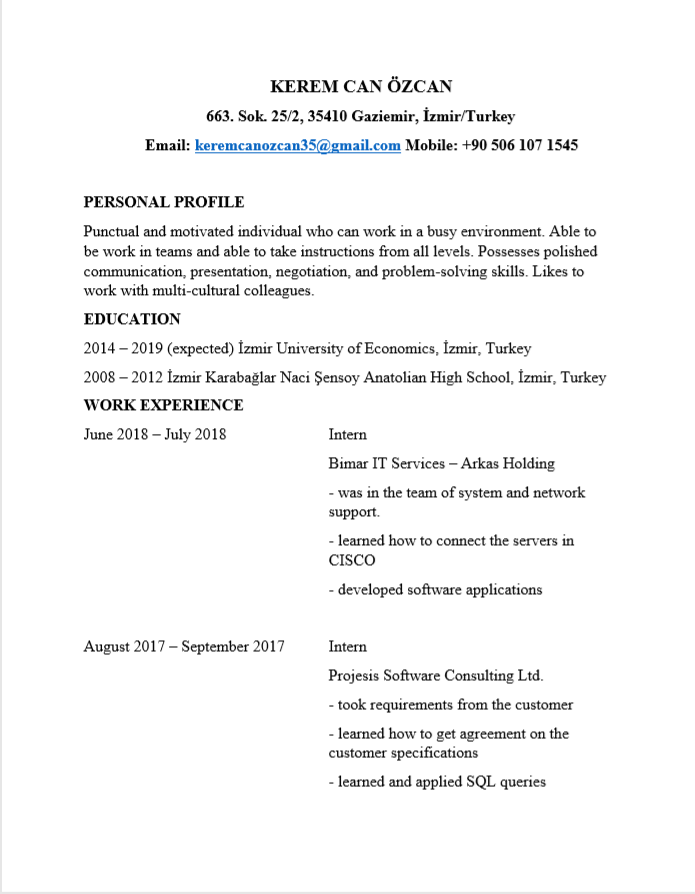 KEREM CAN ÖZCAN
663. Sok. 25/2, 35410 Gaziemir, İzmir/Turkey
Email: keremcanozcan35@gmail.com Mobile: +90 506 107 1545
PERSONAL PROFILE
Punctual and motivated individual who can work in a busy environment. Able to
be work in teams and able to take instructions from all levels. Possesses polished
communication, presentation, negotiation, and problem-solving skills. Likes to
work with multi-cultural colleagues.
EDUCATION
2014 – 2019 (expected) İzmir University of Economics, İzmir, Turkey
2008 – 2012 İzmir Karabağlar Naci Şensoy Anatolian High School, İzmir, Turkey
WORK EXPERIENCE
June 2018 – July 2018 Intern
Bimar IT Services – Arkas Holding
- was in the team of system and network
support.
- learned how to connect the servers in
CISCO
- developed software applications
August 2017 – September 2017 Intern
Projesis Software Consulting Ltd.
- took requirements from the customer
- learned how to get agreement on the
customer specifications
- learned and applied SQL queries